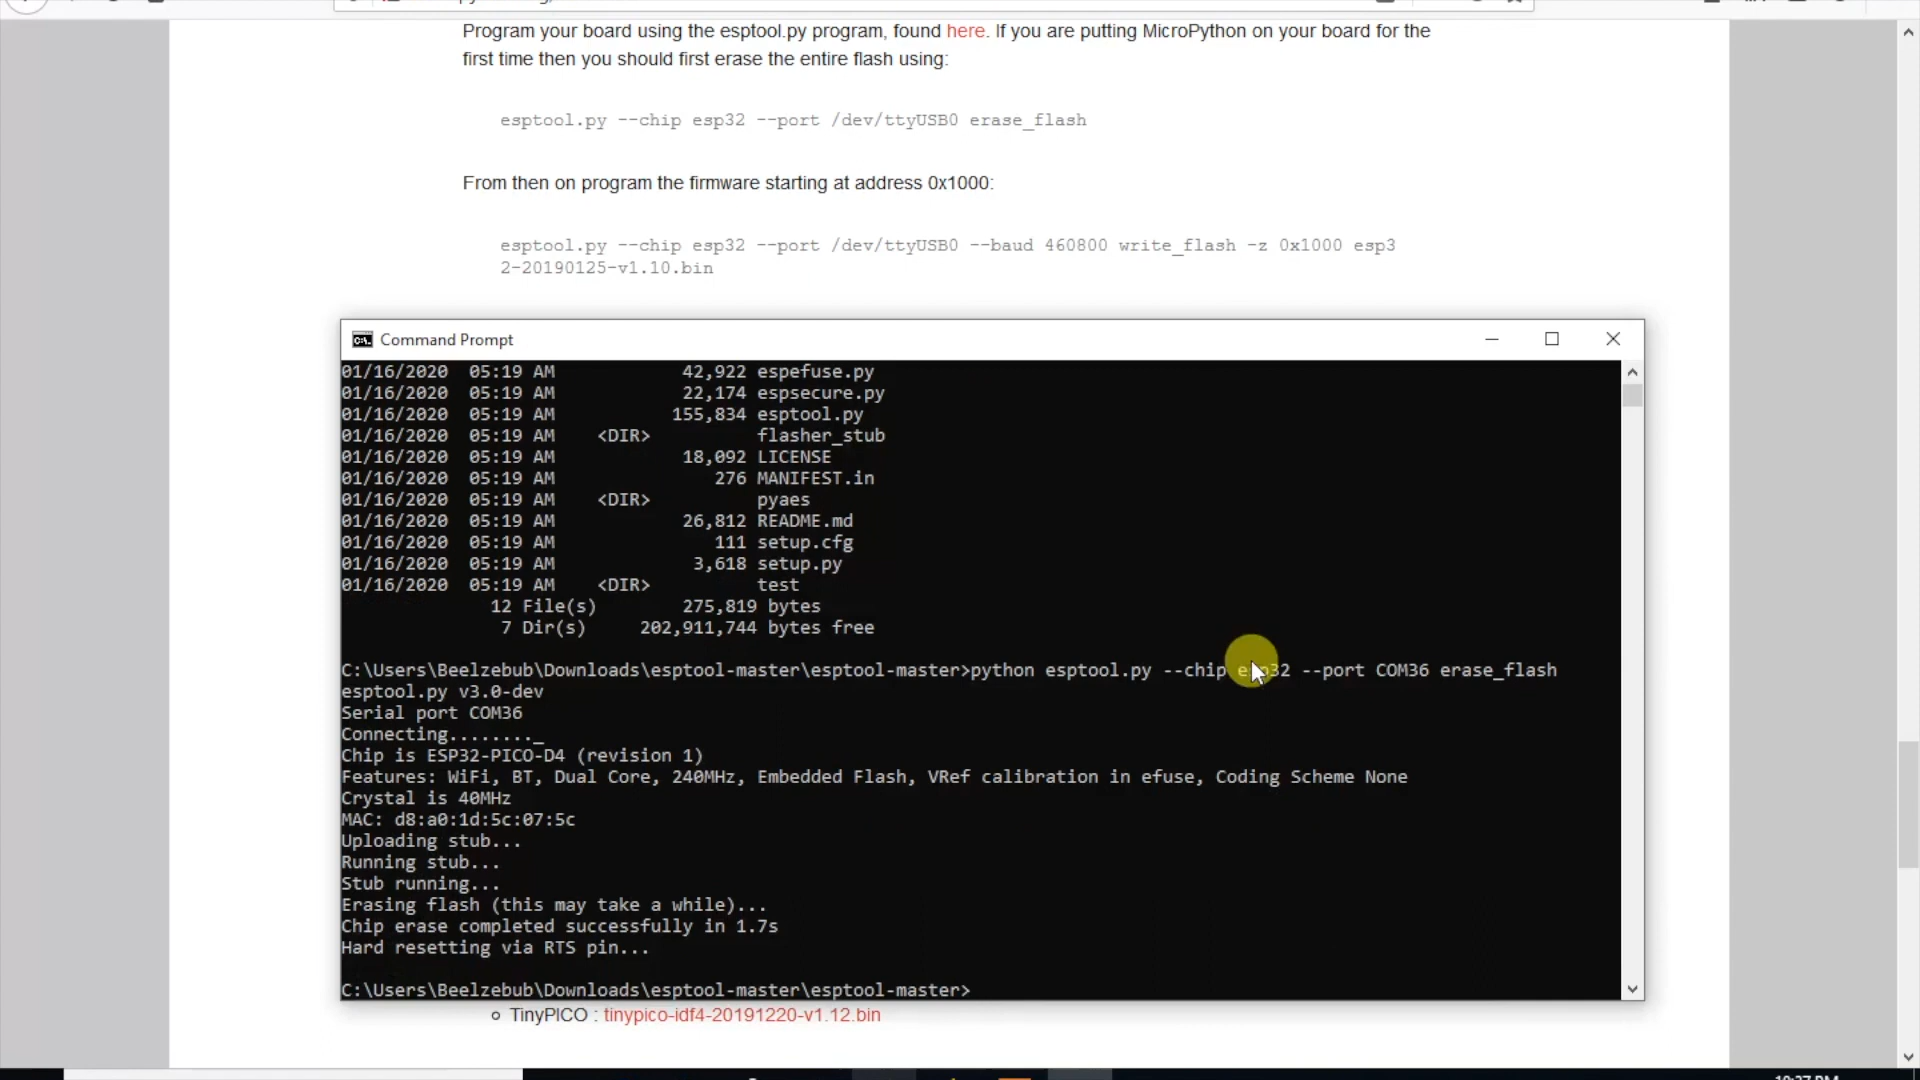 Program your board using the esptool.py program, found here. If you are putting MicroPython on your board for the
first time then you should first erase the entire flash using:
esptool.py --chip esp32 --port /dev/ttyUSB0 erase_flash
From then on program the firmware starting at address 0x1000:
esptool.py --chip esp32 --port /dev/ttyUSB0 --baud 460800 write_flash -z 0x1000 esp3
2-20190125-v1.10.bin
Command Prompt
01/16/2020  05:19 AM            42,922 espefuse.py
01/16/2020  05:19 AM            22,174 espsecure.py
01/16/2020  05:19 AM           155,834 esptool.py
01/16/2020  05:19 AM    <DIR>          flasher_stub
01/16/2020  05:19 AM            18,092 LICENSE
01/16/2020  05:19 AM               276 MANIFEST.in
01/16/2020  05:19 AM    <DIR>          pyaes
01/16/2020  05:19 AM            26,812 README.md
01/16/2020  05:19 AM               111 setup.cfg
01/16/2020  05:19 AM             3,618 setup.py
01/16/2020  05:19 AM    <DIR>          test
12 File(s)        275,819 bytes
7 Dir(s)     202,911,744 bytes free
C:\Users\Beelzebub\Downloads\esptool-master\esptool-master>python esptool.py --chip esp32 --port COM36 erase_flash
esptool.py v3.0-dev
Serial port COM36
Connecting........_
Chip is ESP32-PICO-D4 (revision 1)
Features: WiFi, BT, Dual Core, 240MHz, Embedded Flash, VRef calibration in efuse, Coding Scheme None
Crystal is 40MHz
MAC: d8:a0:1d:5c:07:5c
Uploading stub...
Running stub...
Stub running...
Erasing flash (this may take a while)...
Chip erase completed successfully in 1.7s
Hard resetting via RTS pin...
C:\Users\Beelzebub\Downloads\esptool-master\esptool-master>
TinyPICO : tinypico-idf4-20191220-v1.12.bin